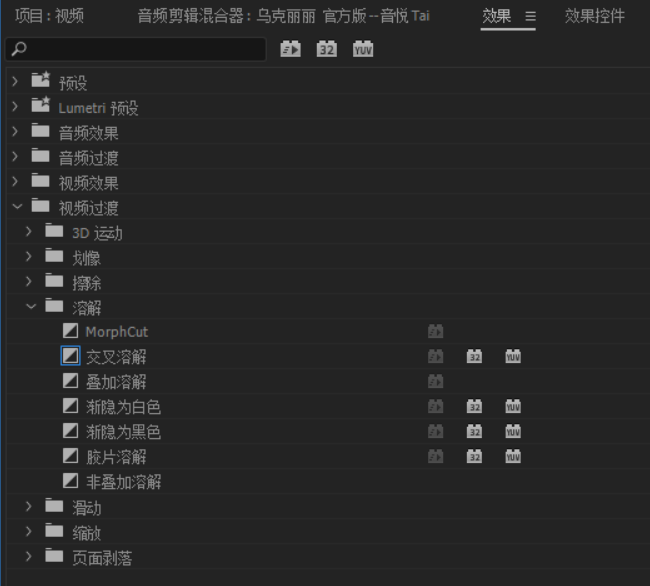 项目:视频 音频剪辑混合器:乌克丽丽 官方版--音悦 Tai 效果 效果控件
32 YUV
预设
Lumetri 预设
音频效果
音频过渡
视频效果
视频过渡
3D 运动
划像
擦除
溶解
MorphCut
交叉溶解 32 YUV
叠加溶解
渐隐为白色 32 YUV
渐隐为黑色 32 YUV
胶片溶解 32 YUV
非叠加溶解
滑动
缩放
页面剥落